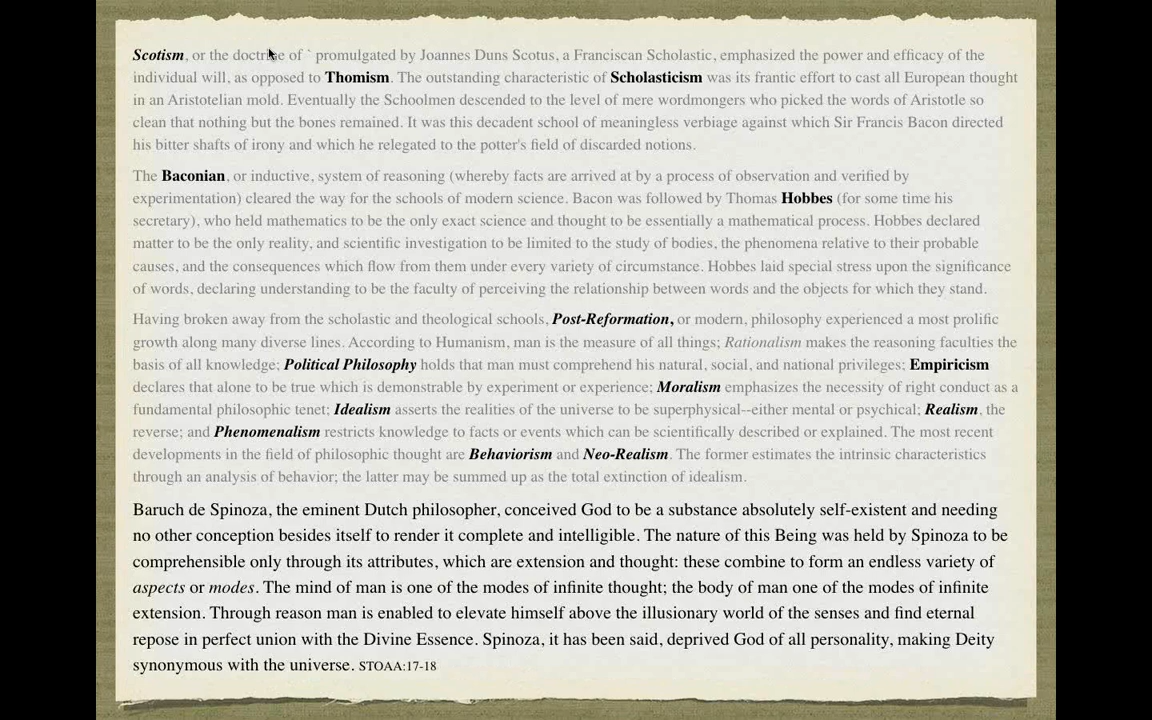 Scotism, or the doctrine of ` promulgated by Joannes Duns Scotus, a Franciscan Scholastic, emphasized the power and efficacy of the
individual will, as opposed to Thomism. The outstanding characteristic of Scholasticism was its frantic effort to cast all European thought
in an Aristotelian mold. Eventually the Schoolmen descended to the level of mere wordmongers who picked the words of Aristotle so
clean that nothing but the bones remained. It was this decadent school of meaningless verbiage against which Sir Francis Bacon directed
his bitter shafts of irony and which he relegated to the potter's field of discarded notions.
The Baconian, or inductive, system of reasoning (whereby facts are arrived at by a process of observation and verified by
experimentation) cleared the way for the schools of modern science. Bacon was followed by Thomas Hobbes (for some time his
secretary), who held mathematics to be the only exact science and thought to be essentially a mathematical process. Hobbes declared
matter to be the only reality, and scientific investigation to be limited to the study of bodies, the phenomena relative to their probable
causes, and the consequences which flow from them under every variety of circumstance. Hobbes laid special stress upon the significance
of words, declaring understanding to be the faculty of perceiving the relationship between words and the objects for which they stand.
Having broken away from the scholastic and theological schools, Post-Reformation, or modern, philosophy experienced a most prolific
growth along many diverse lines. According to Humanism, man is the measure of all things; Rationalism makes the reasoning faculties the
basis of all knowledge; Political Philosophy holds that man must comprehend his natural, social, and national privileges; Empiricism
declares that alone to be true which is demonstrable by experiment or experience; Moralism emphasizes the necessity of right conduct as a
fundamental philosophic tenet; Idealism asserts the realities of the universe to be superphysical--either mental or psychical; Realism, the
reverse; and Phenomenalism restricts knowledge to facts or events which can be scientifically described or explained. The most recent
developments in the field of philosophic thought are Behaviorism and Neo-Realism. The former estimates the intrinsic characteristics
through an analysis of behavior; the latter may be summed up as the total extinction of idealism.
Baruch de Spinoza, the eminent Dutch philosopher, conceived God to be a substance absolutely self-existent and needing
no other conception besides itself to render it complete and intelligible. The nature of this Being was held by Spinoza to be
comprehensible only through its attributes, which are extension and thought: these combine to form an endless variety of
aspects or modes. The mind of man is one of the modes of infinite thought; the body of man one of the modes of infinite
extension. Through reason man is enabled to elevate himself above the illusionary world of the senses and find eternal
repose in perfect union with the Divine Essence. Spinoza, it has been said, deprived God of all personality, making Deity
synonymous with the universe. STOAA:17-18